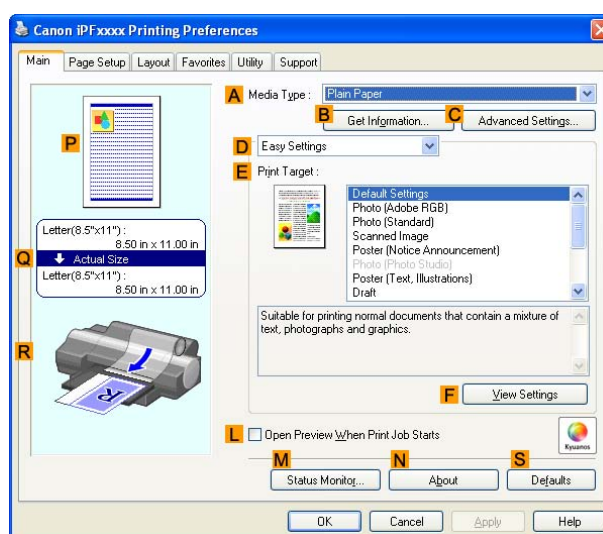 Canon iPFxxxx Printing Preferences
Main Page Setup Layout Favorites Utility Support
A Media Type : Plain Paper
B Get Information... C Advanced Settings...
D Easy Settings
E Print Target :
Default Settings
Photo (Adobe RGB)
Photo (Standard)
Scanned Image
Poster (Notice Announcement)
Photo (Photo Studio)
Poster (Text, Illustrations)
Draft
Suitable for printing normal documents that contain a mixture of
text, photographs and graphics.
F View Settings
P
Letter(8.5"x11") :
8.50 in x 11.00 in
Q Actual Size
Letter(8.5"x11") :
8.50 in x 11.00 in
R
R
L Open Preview When Print Job Starts
Kyuanos
M Status Monitor... N About S Defaults
OK Cancel Apply Help